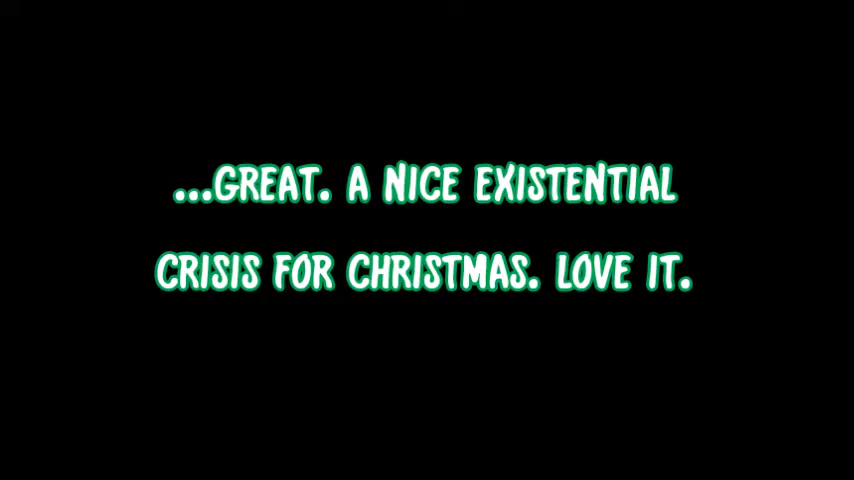 ...GREAT. A NICE EXISTENTIAL
CRISIS FOR CHRISTMAS. LOVE IT.